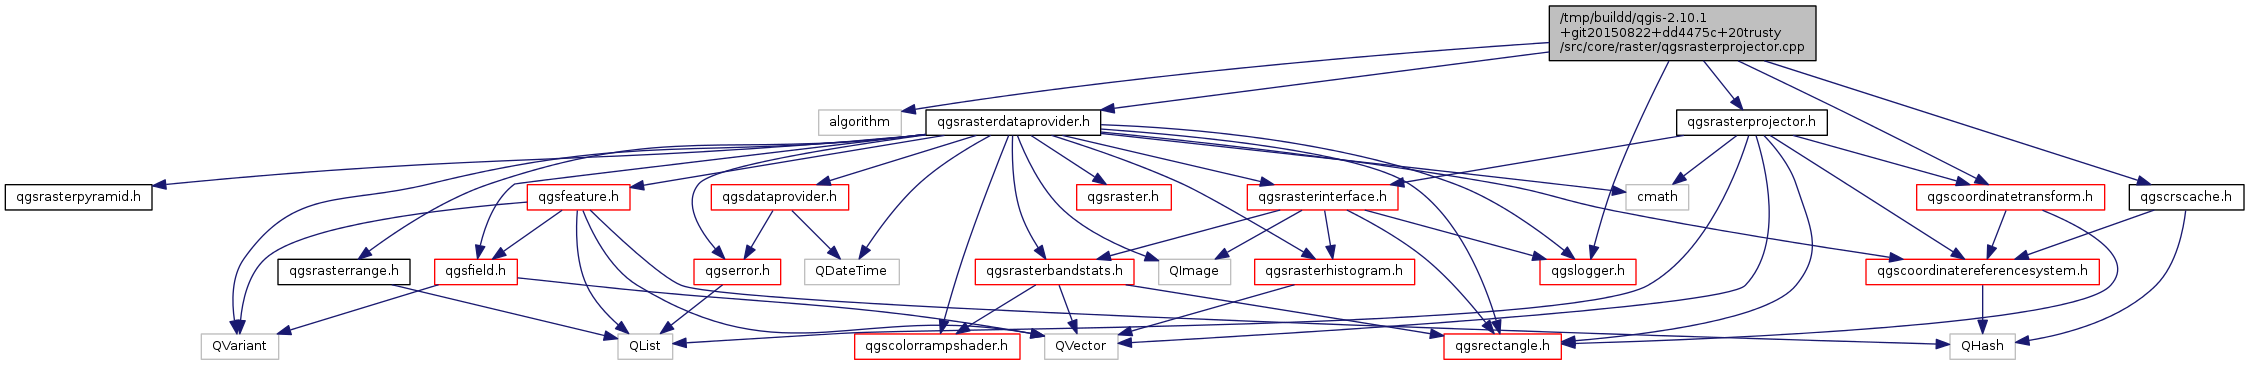 /tmp/buildd/qgis-2.10.1
+git20150822+dd4475c+20trusty
/src/core/raster/qgsrasterprojector.cpp
algorithm
qgsrasterdataprovider.h
qgsrasterprojector.h
qgsrasterpyramid.h
qgsfeature.h
qgsdataprovider.h
qgsraster.h
qgsrasterinterface.h
cmath
qgscoordinatetransform.h
qgscrscache.h
qgsrasterrange.h
qgsfield.h
qgserror.h
QDateTime
qgsrasterbandstats.h
QImage
qgsrasterhistogram.h
qgslogger.h
qgscoordinatereferencesystem.h
QVariant
QList
qgscolorrampshader.h
QVector
qgsrectangle.h
QHash